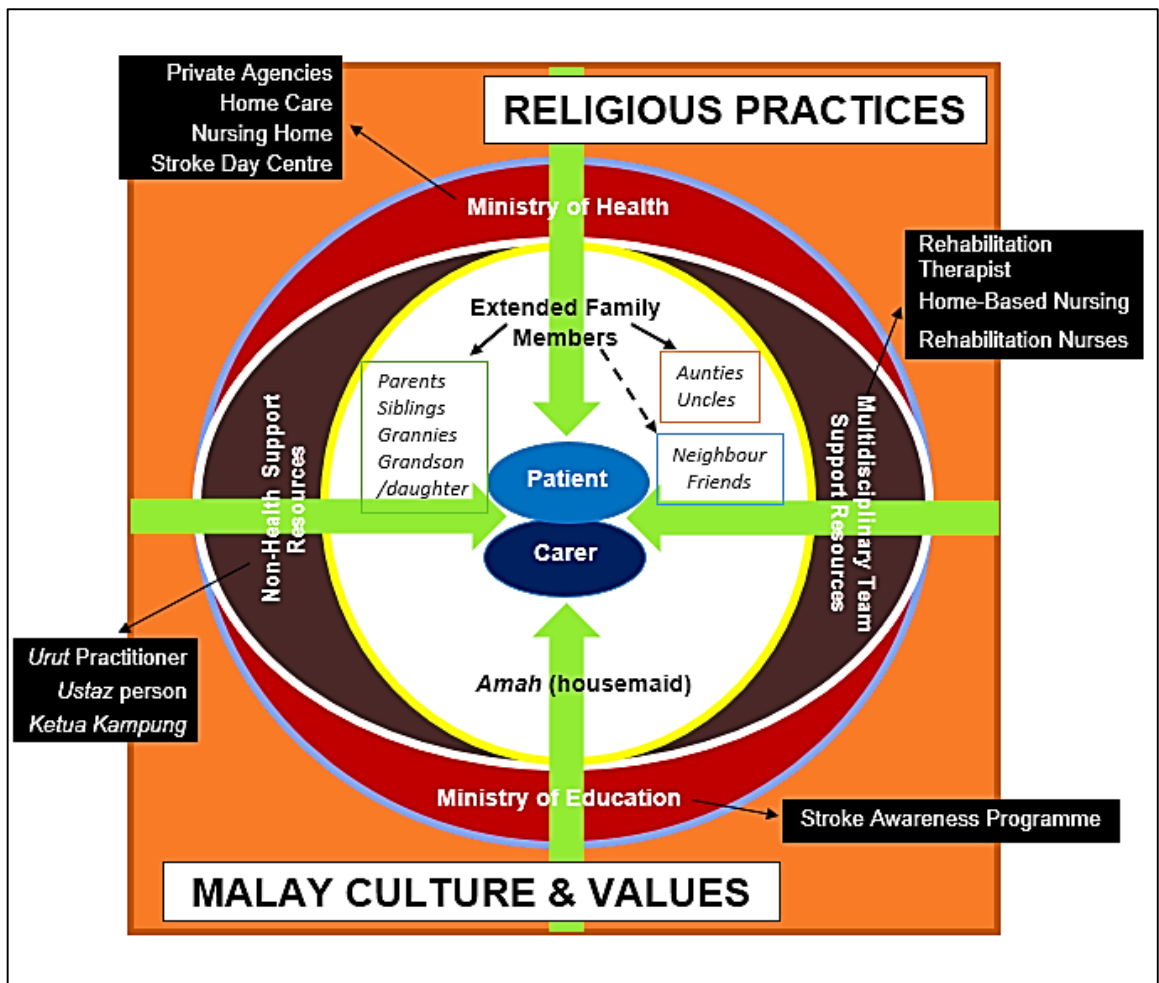 Private Agencies
Home Care
Nursing Home
Stroke Day Centre
RELIGIOUS PRACTICES
Ministry of Health
Rehabilitation
Therapist
Home-Based Nursing
Rehabilitation Nurses
Extended Family
Members
Parents
Siblings
Grannies
Grandson
/daughter
Aunties
Uncles
Neighbour
Friends
Patient
Carer
Non-Health Support
Resources
Multidisciplinary Team
Support Resources
Urut Practitioner
Ustaz person
Ketua Kampung
Amah (housemaid)
Ministry of Education
Stroke Awareness Programme
MALAY CULTURE & VALUES